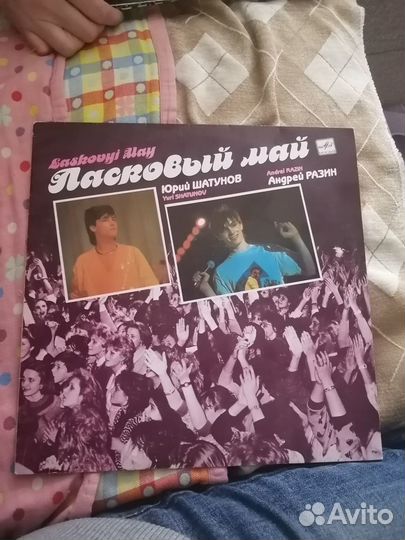 Laskovyi May
Ласковый май
Юрий ШАТУНОВ
Yuri SHATUNOV
Andrei RAZIN
Андрей РАЗИН
Avito